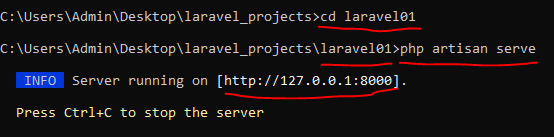 C:\Users\Admin\Desktop\laravel_projects>cd laravel01
C:\Users\Admin\Desktop\laravel_projects\laravel01>php artisan serve
INFO Server running on [http://127.0.0.1:8000].
Press Ctrl+C to stop the server